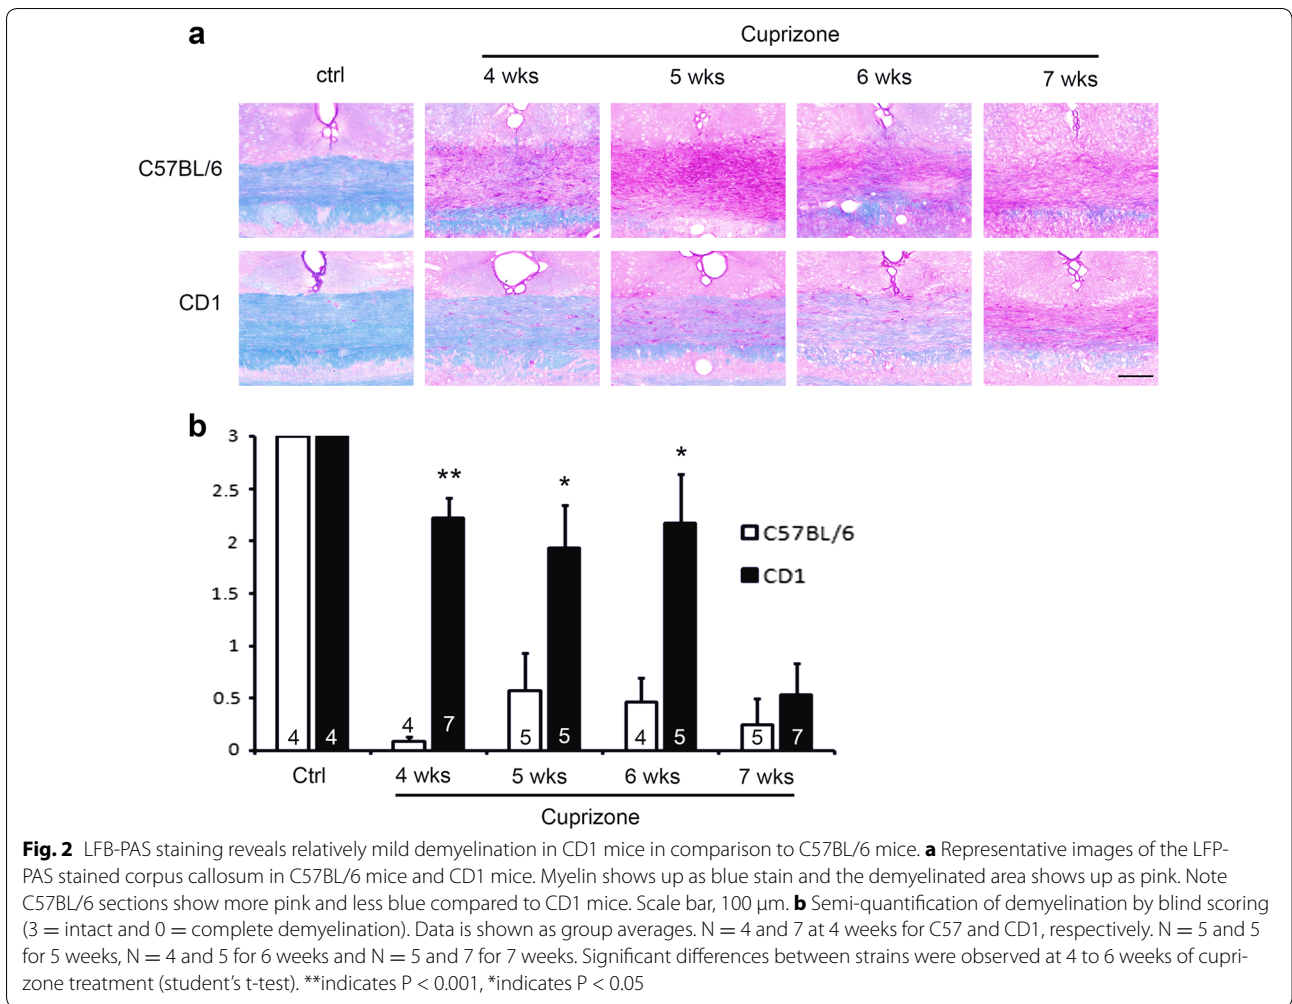 a
Cuprizone
ctrl 4 wks 5 wks 6 wks 7 wks
C57BL/6
CD1
b
3
2.5
2
1.5
1
0.5
0
** * *
C57BL/6
CD1
4 4 4 7 5 5 4 5 5 7
Ctrl 4 wks 5 wks 6 wks 7 wks
Cuprizone
Fig. 2 LFB-PAS staining reveals relatively mild demyelination in CD1 mice in comparison to C57BL/6 mice. a Representative images of the LFP-
PAS stained corpus callosum in C57BL/6 mice and CD1 mice. Myelin shows up as blue stain and the demyelinated area shows up as pink. Note
C57BL/6 sections show more pink and less blue compared to CD1 mice. Scale bar, 100 μm. b Semi-quantification of demyelination by blind scoring
(3 = intact and 0 = complete demyelination). Data is shown as group averages. N = 4 and 7 at 4 weeks for C57 and CD1, respectively. N = 5 and 5
for 5 weeks, N = 4 and 5 for 6 weeks and N = 5 and 7 for 7 weeks. Significant differences between strains were observed at 4 to 6 weeks of cupri-
zone treatment (student's t-test). **indicates P < 0.001, *indicates P < 0.05